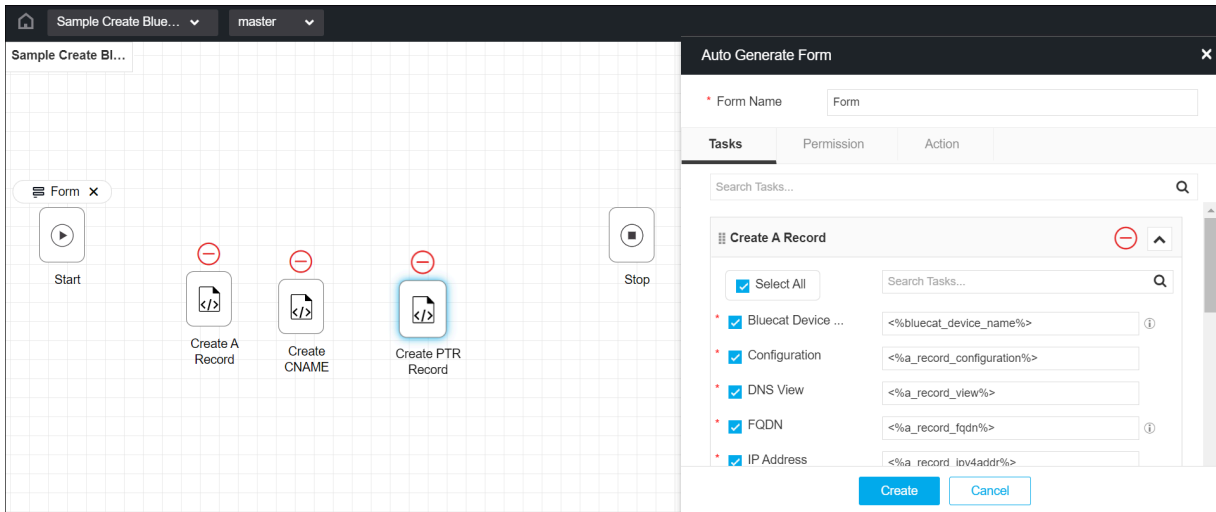 Sample Create Blue… master
Sample Create Bl…
Form
Start
Create A
Record
Create
CNAME
Create PTR
Record
Stop
Auto Generate Form
* Form Name Form
Tasks Permission Action
Search Tasks...
Create A Record
Select All Search Tasks...
* Bluecat Device ... <%bluecat_device_name%>
* Configuration <%a_record_configuration%>
* DNS View <%a_record_view%>
* FQDN <%a_record_fqdn%>
* IP Address <%a_record_ipv4addr%>
Create Cancel